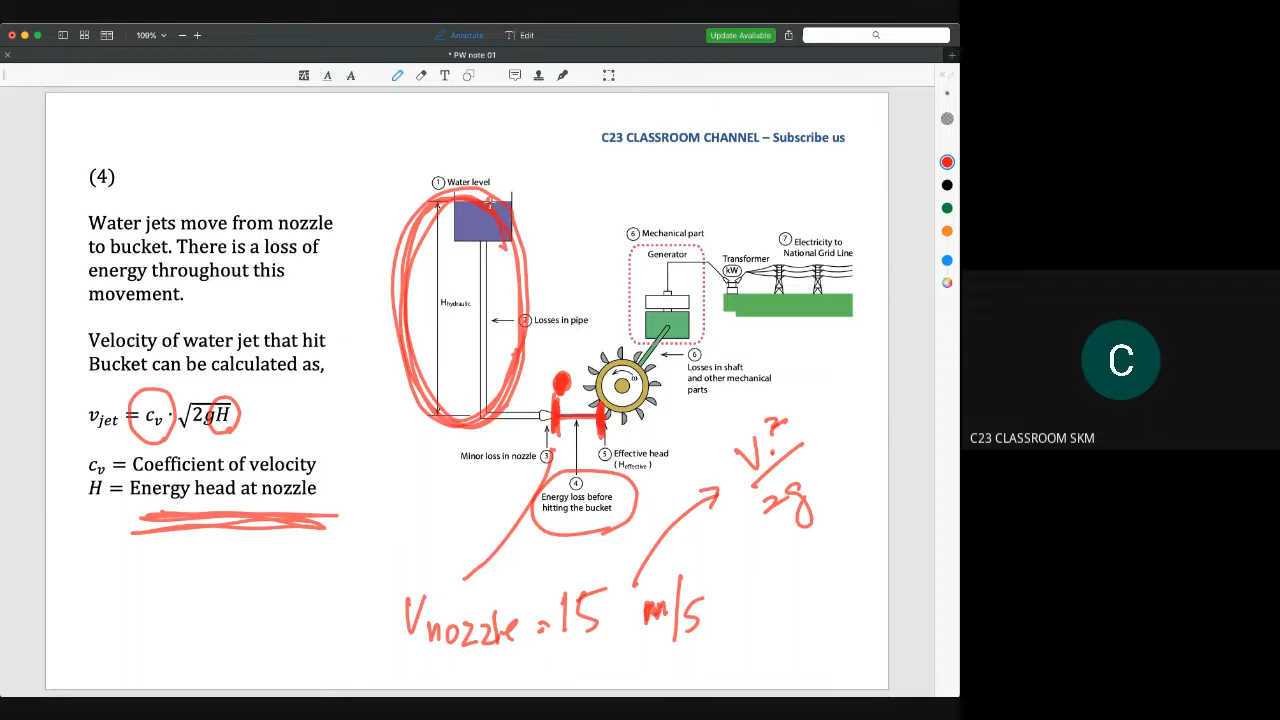 109%
Annotate
Edit
Update Available
* PW note 01
C23 CLASSROOM CHANNEL – Subscribe us
(4)
Water jets move from nozzle
to bucket. There is a loss of
energy throughout this
movement.
Velocity of water jet that hit
Bucket can be calculated as,
v_jet = c_v · √2gH
c_v = Coefficient of velocity
H = Energy head at nozzle
1 Water level
H_hydraulic
2 Losses in pipe
Minor loss in nozzle 3
4
Energy loss before
hitting the bucket
5 Effective head
(H_effective)
6 Mechanical part
Generator
ω
6
Losses in shaft
and other mechanical
parts
Transformer
kW
7 Electricity to
National Grid Line
V²/2g
V_nozzle = 15 m/s
C
C23 CLASSROOM SKM